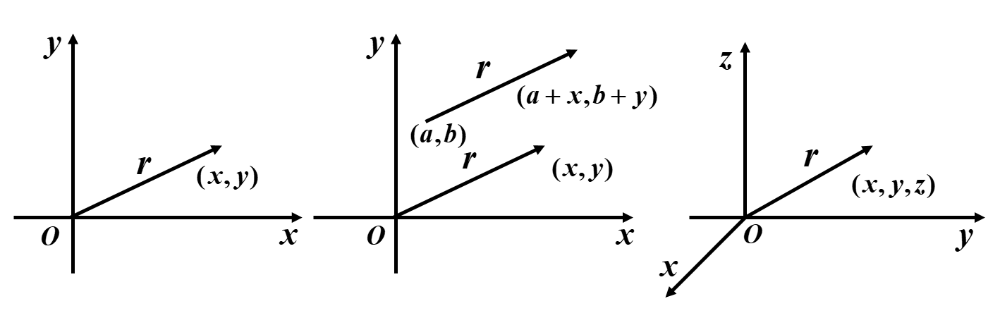 y
r
(x, y)
O
x
y
r
(a + x, b + y)
(a, b)
r
(x, y)
O
x
z
r
(x, y, z)
O
y
x